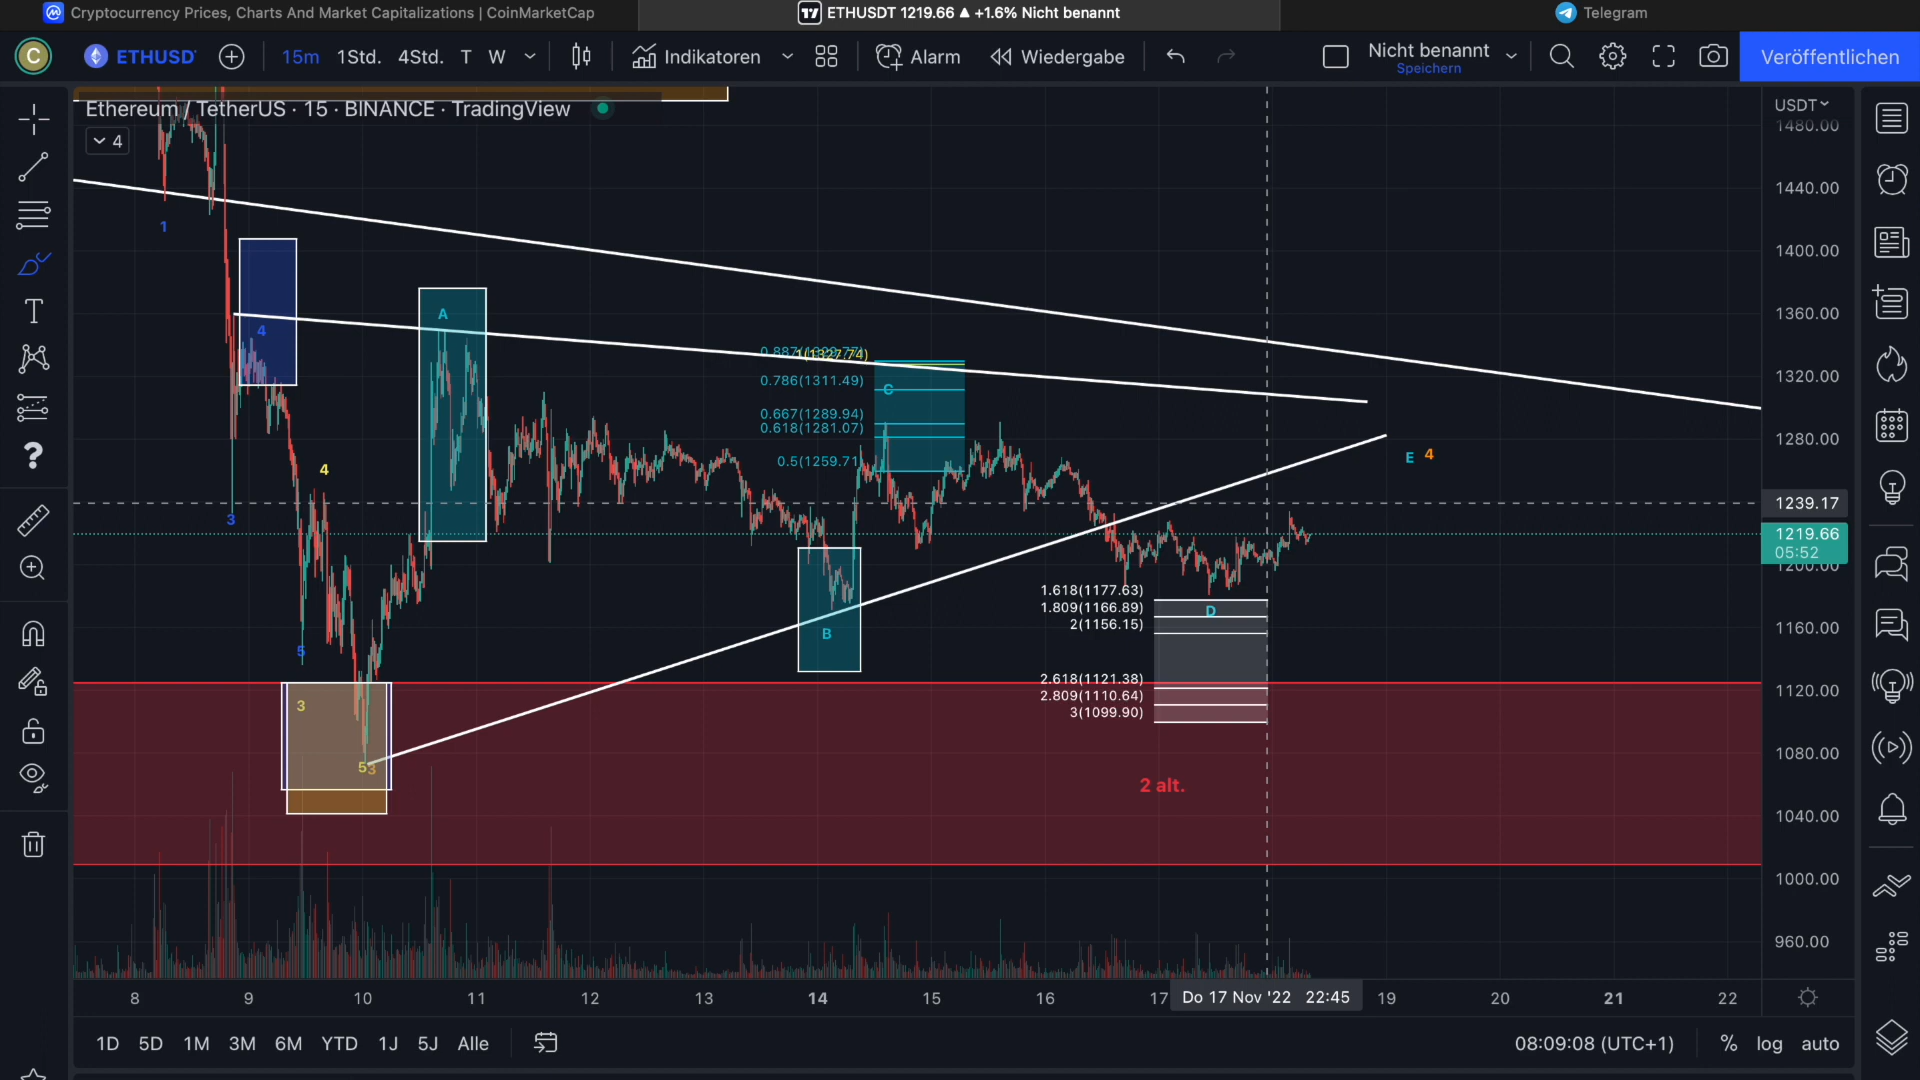 Cryptocurrency Prices, Charts And Market Capitalizations | CoinMarketCap
ETHUSDT 1219.66 ▲ +1.6% Nicht benannt
Telegram
C
ETHUSD
15m
1Std.
4Std.
T
W
Indikatoren
Alarm
Wiedergabe
Nicht benannt
Speichern
Veröffentlichen
Ethereum / TetherUS · 15 · BINANCE · TradingView
4
USDT
1480.00
1440.00
1400.00
1360.00
1320.00
1280.00
1239.17
1219.66
05:52
1200.00
1160.00
1120.00
1080.00
1040.00
1000.00
960.00
1
4
A
1(1327.74)
0.786(1311.49)
C
0.667(1289.94)
0.618(1281.07)
0.5(1259.71)
E 4
4
3
1.618(1177.63)
1.809(1166.89)
D
2(1156.15)
B
5
2.618(1121.38)
2.809(1110.64)
3(1099.90)
3
53
2 alt.
8
9
10
11
12
13
14
15
16
17
Do 17 Nov '22 22:45
19
20
21
22
1D
5D
1M
3M
6M
YTD
1J
5J
Alle
08:09:08 (UTC+1)
%
log
auto